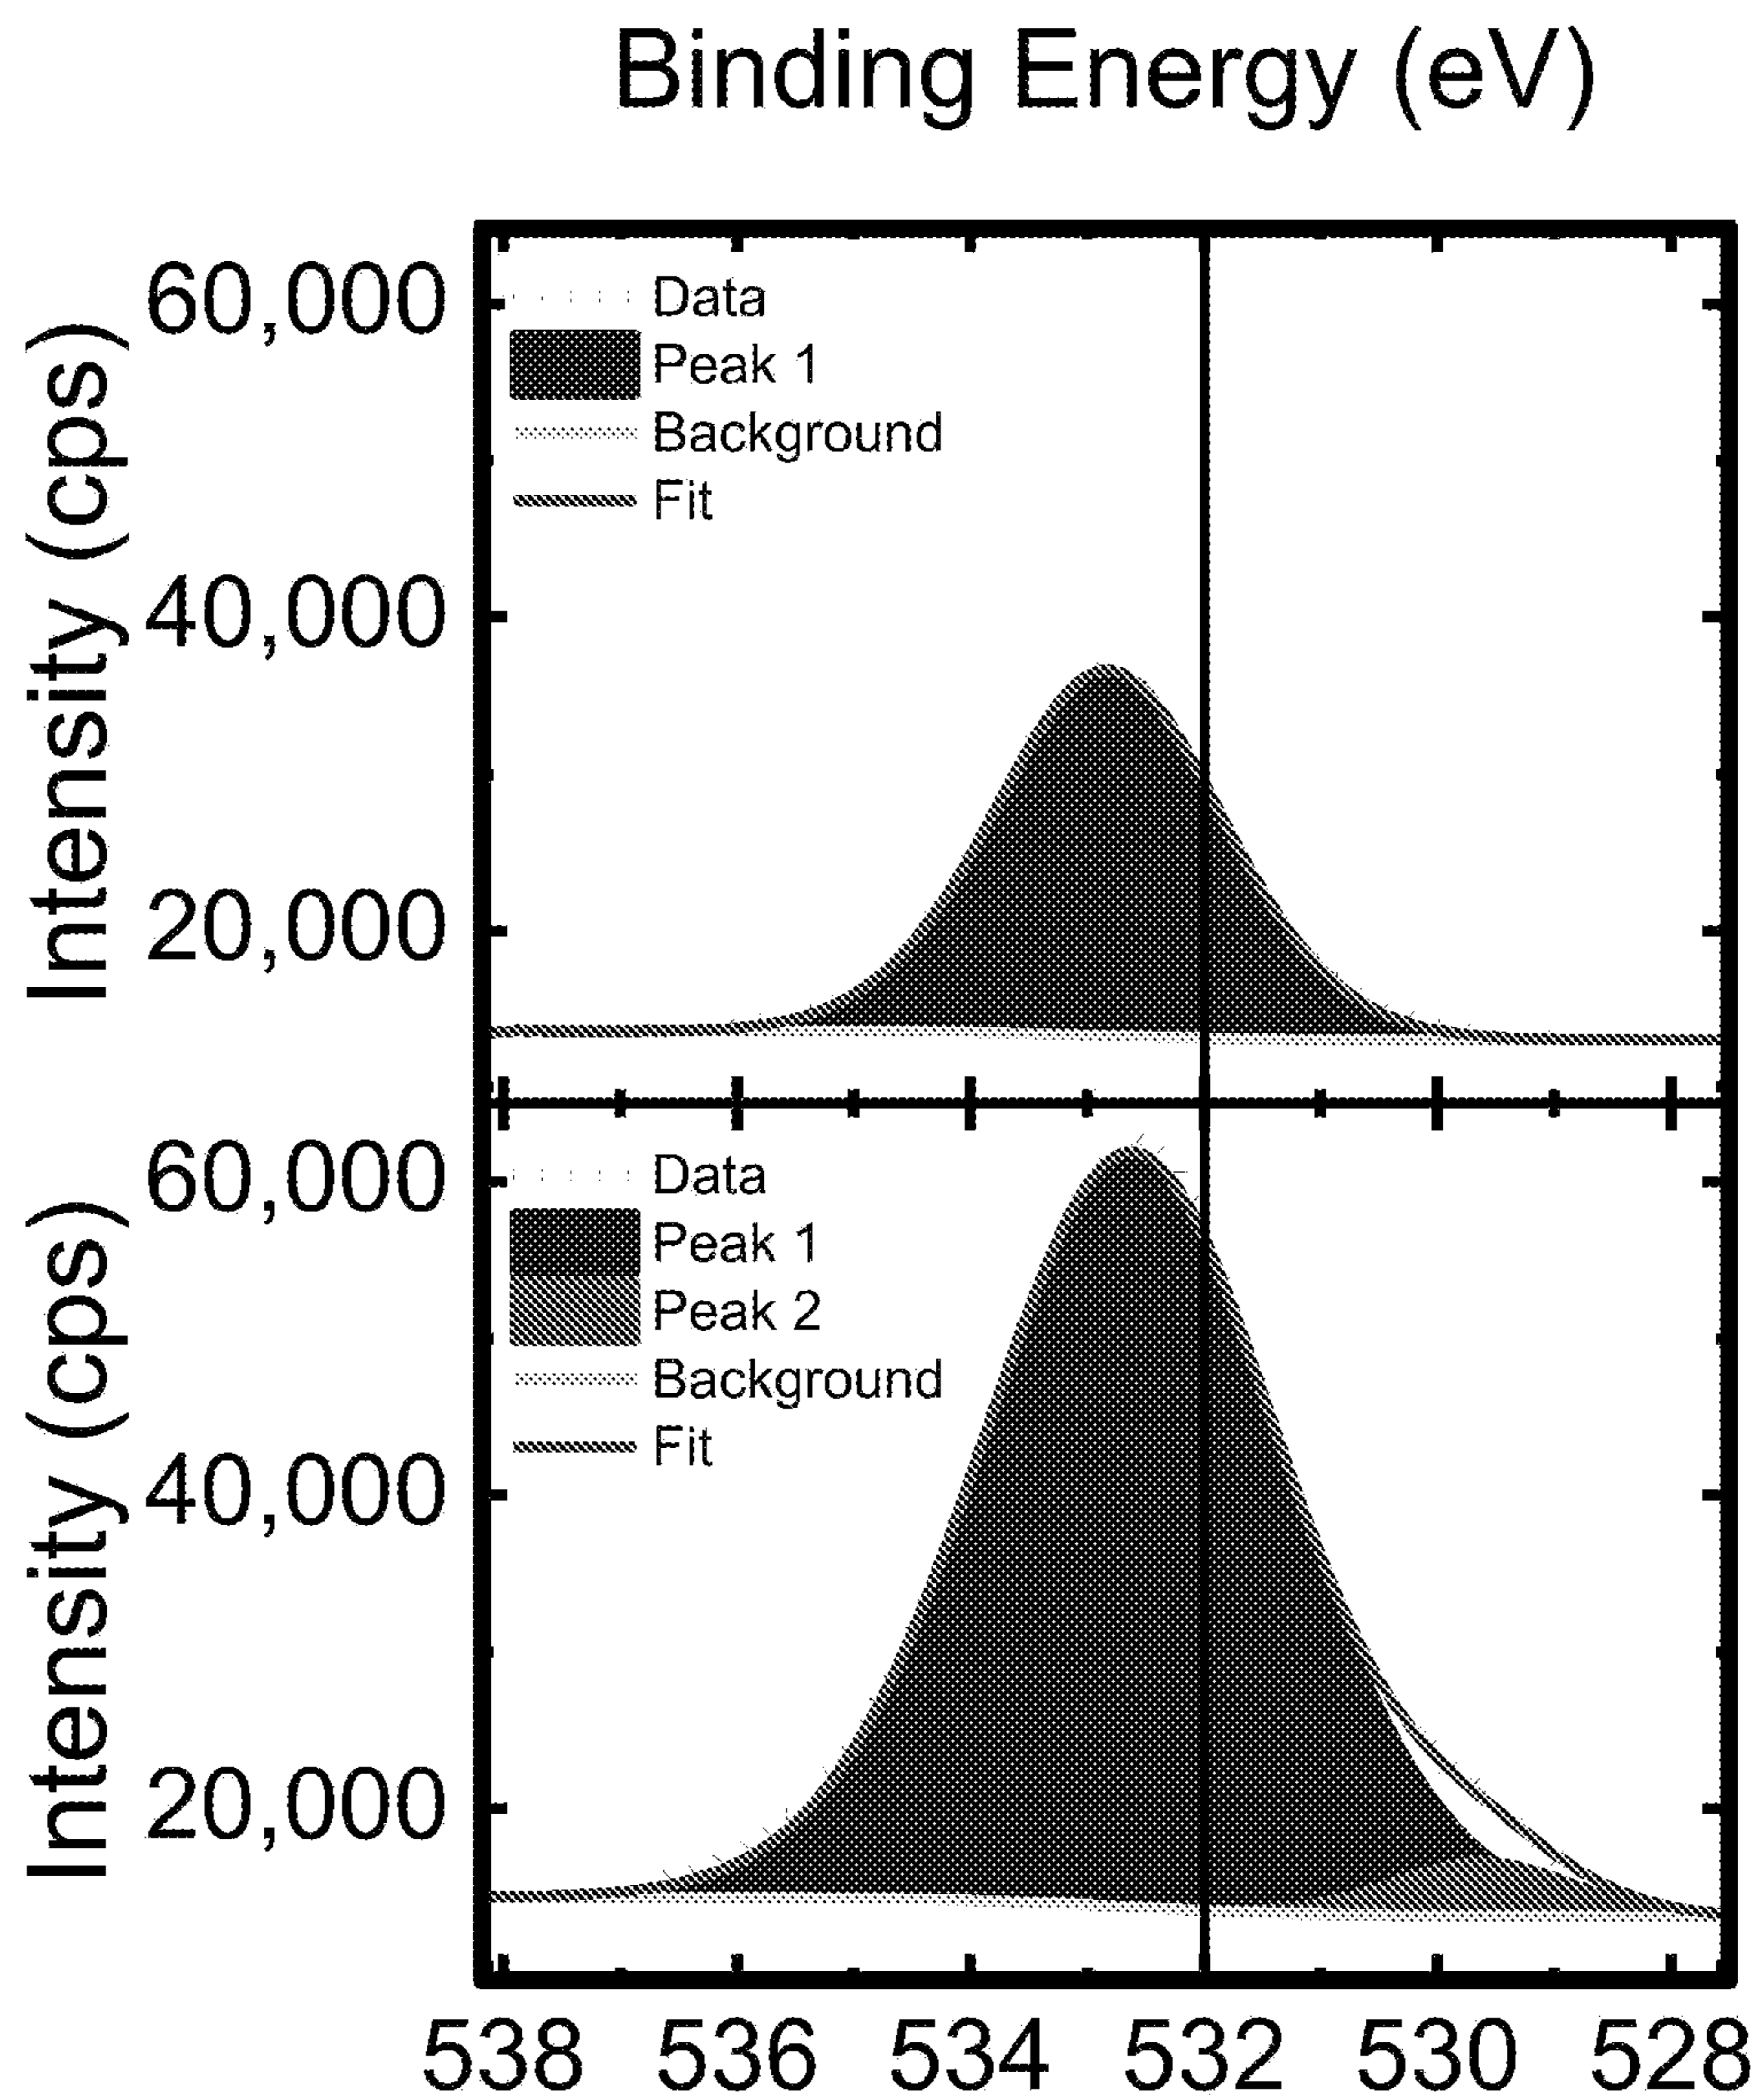 Binding Energy (eV)
Intensity (cps)
60,000
40,000
20,000
Data
Peak 1
Background
Fit
Intensity (cps)
60,000
40,000
20,000
Data
Peak 1
Peak 2
Background
Fit
538 536 534 532 530 528